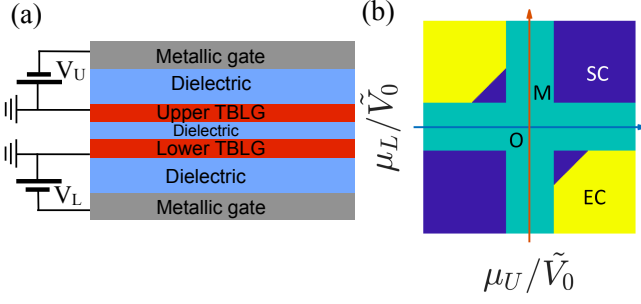 (a)
Metallic gate
V_U
Dielectric
Upper TBLG
Dielectric
Lower TBLG
Dielectric
V_L
Metallic gate
(b)
SC
M
O
EC
μ_L/Ṽ_0
μ_U/Ṽ_0